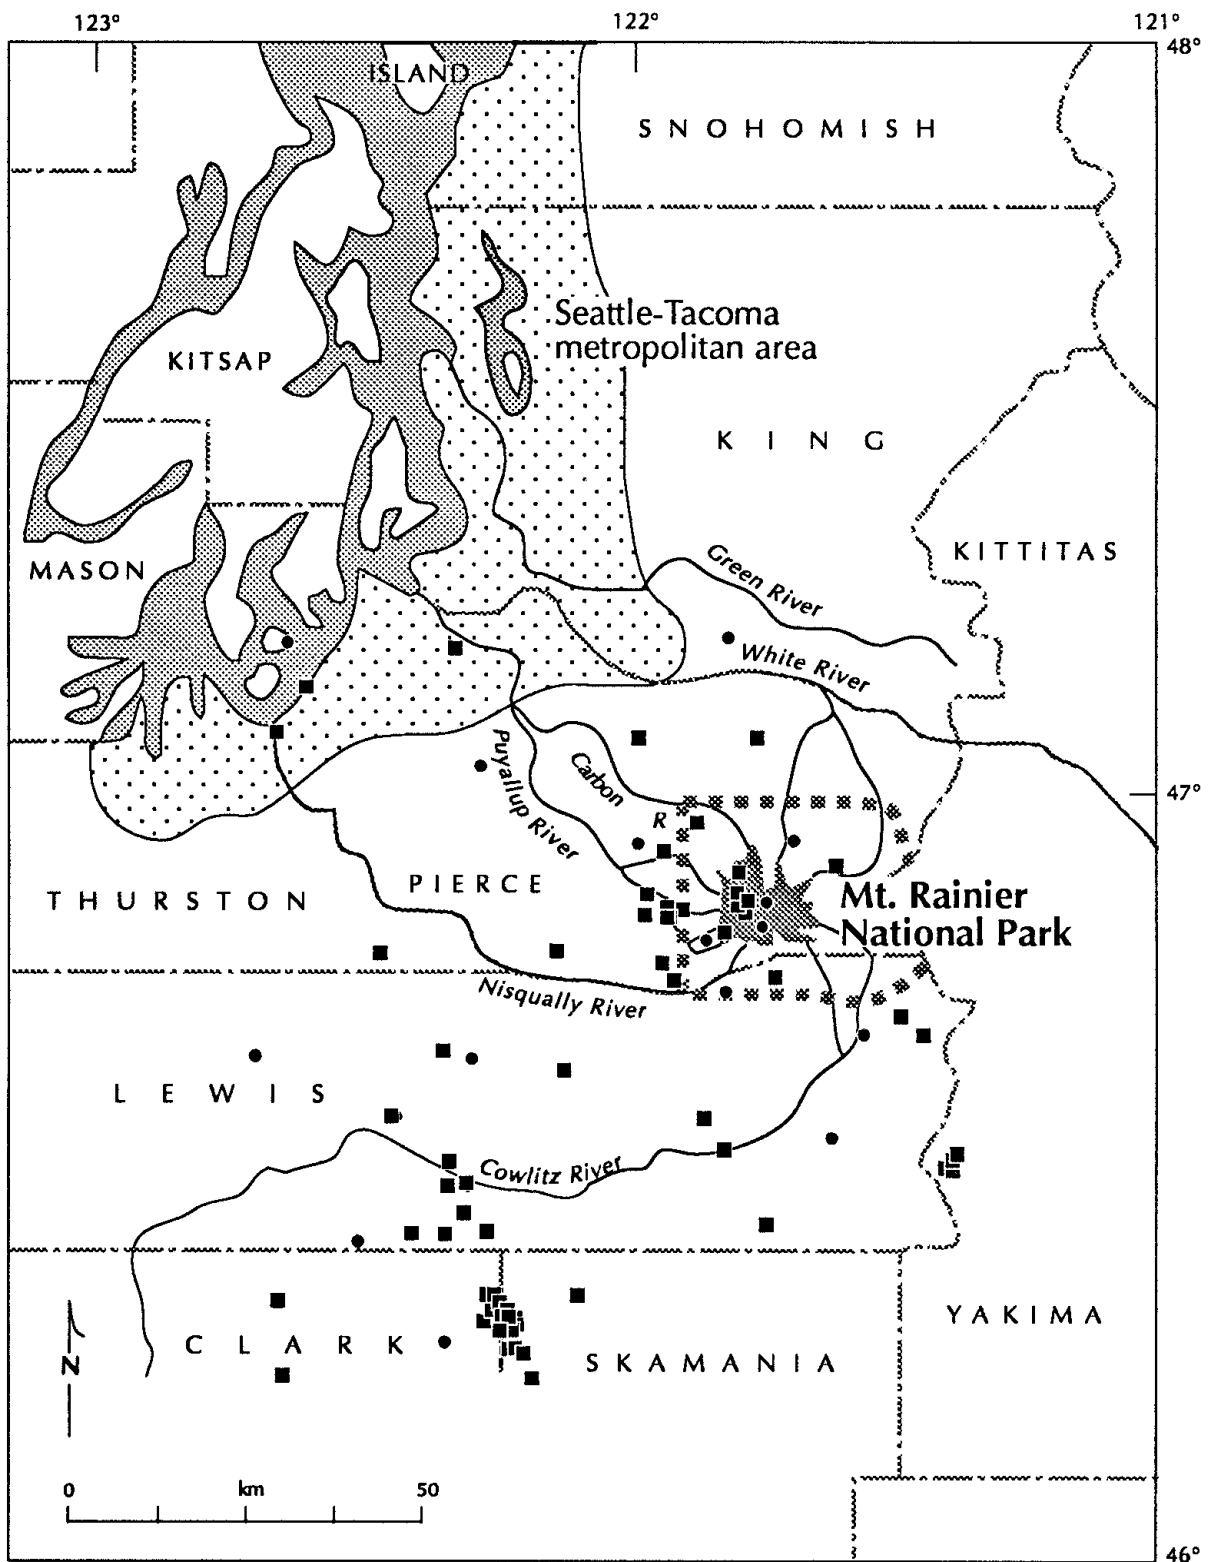 123°
122°
121°
48°
ISLAND
SNOHOMISH
Seattle-Tacoma
metropolitan area
KITSAP
KING
KITTITAS
MASON
Green River
White River
47°
Puyallup River
Carbon
R
PIERCE
THURSTON
Mt. Rainier
National Park
Nisqually River
LEWIS
Cowlitz River
YAKIMA
CLARK
SKAMANIA
N
0 km 50
46°